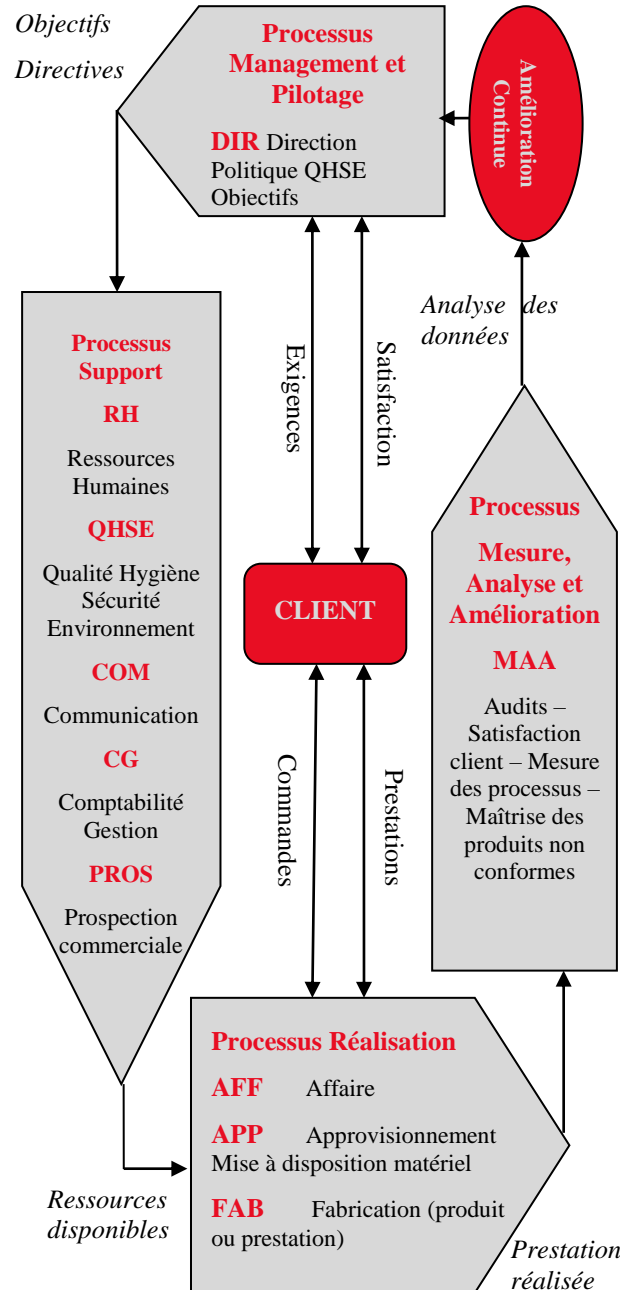 Objectifs
Directives
Processus
Management et
Pilotage
DIR Direction
Politique QHSE
Objectifs
Amélioration
Continue
Analyse des
données
Exigences
Satisfaction
Processus
Support
RH
Ressources
Humaines
QHSE
Qualité Hygiène
Sécurité
Environnement
COM
Communication
CG
Comptabilité
Gestion
PROS
Prospection
commerciale
CLIENT
Processus
Mesure,
Analyse et
Amélioration
MAA
Audits –
Satisfaction
client – Mesure
des processus –
Maîtrise des
produits non
conformes
Commandes
Prestations
Processus Réalisation
AFF Affaire
APP Approvisionnement
Mise à disposition matériel
FAB Fabrication (produit
ou prestation)
Ressources
disponibles
Prestation
réalisée